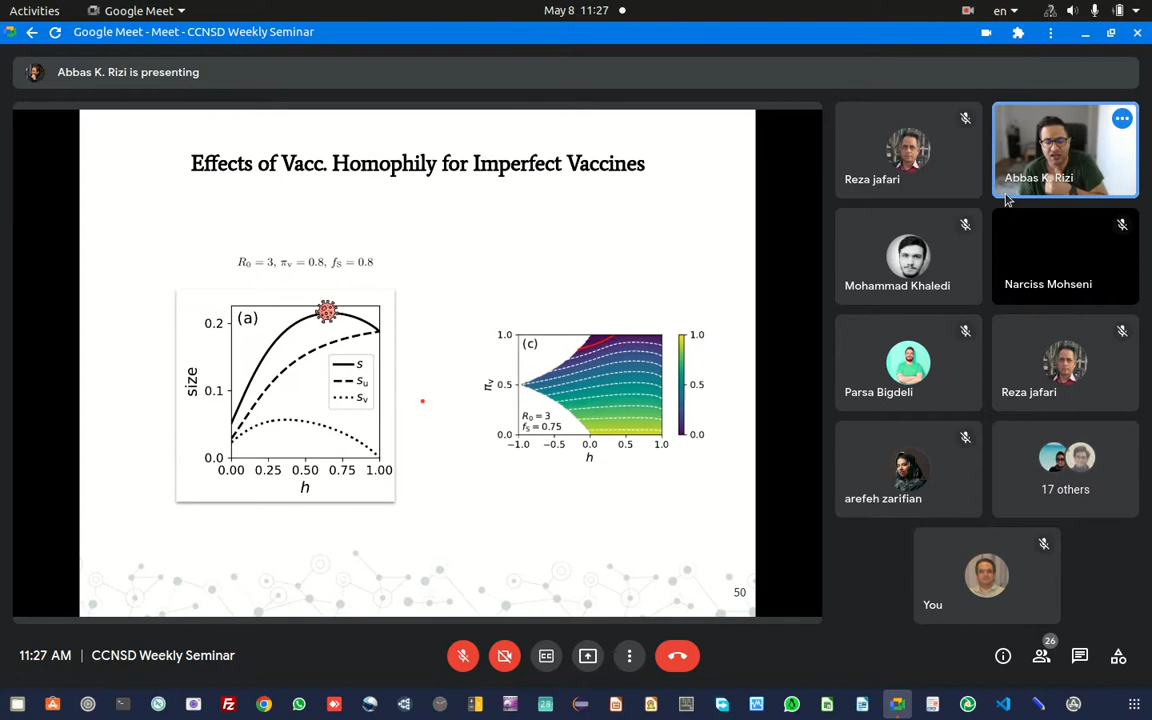 Activities
Google Meet
May 8 11:27
en
Google Meet - Meet - CCNSD Weekly Seminar
Abbas K. Rizi is presenting
Effects of Vacc. Homophily for Imperfect Vaccines
R₀ = 3, πᵥ = 0.8, f_S = 0.8
(a)
size
0.2
0.1
0.0
s
s_u
s_v
0.00 0.25 0.50 0.75 1.00
h
(c)
πᵥ
1.0
0.5
0.0
R₀ = 3
f_S = 0.75
−1.0 −0.5 0.0 0.5 1.0
h
1.0
0.5
0.0
50
Reza jafari
Abbas K. Rizi
Mohammad Khaledi
Narciss Mohseni
Parsa Bigdeli
Reza jafari
arefeh zarifian
17 others
You
11:27 AM | CCNSD Weekly Seminar
26